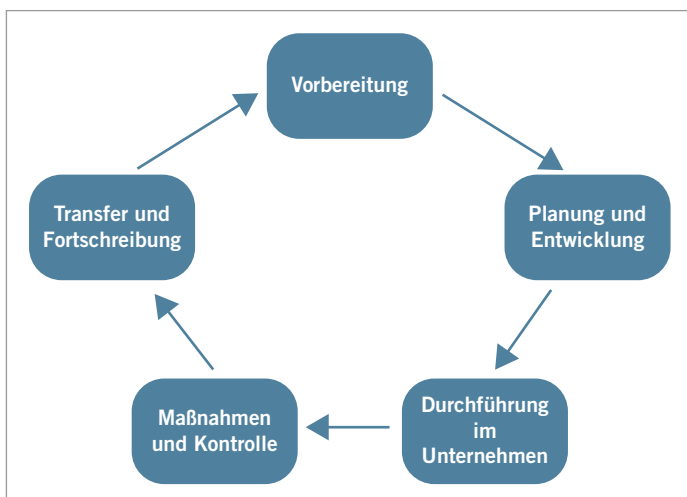 Vorbereitung
Planung und
Entwicklung
Durchführung
im
Unternehmen
Maßnahmen
und Kontrolle
Transfer und
Fortschreibung